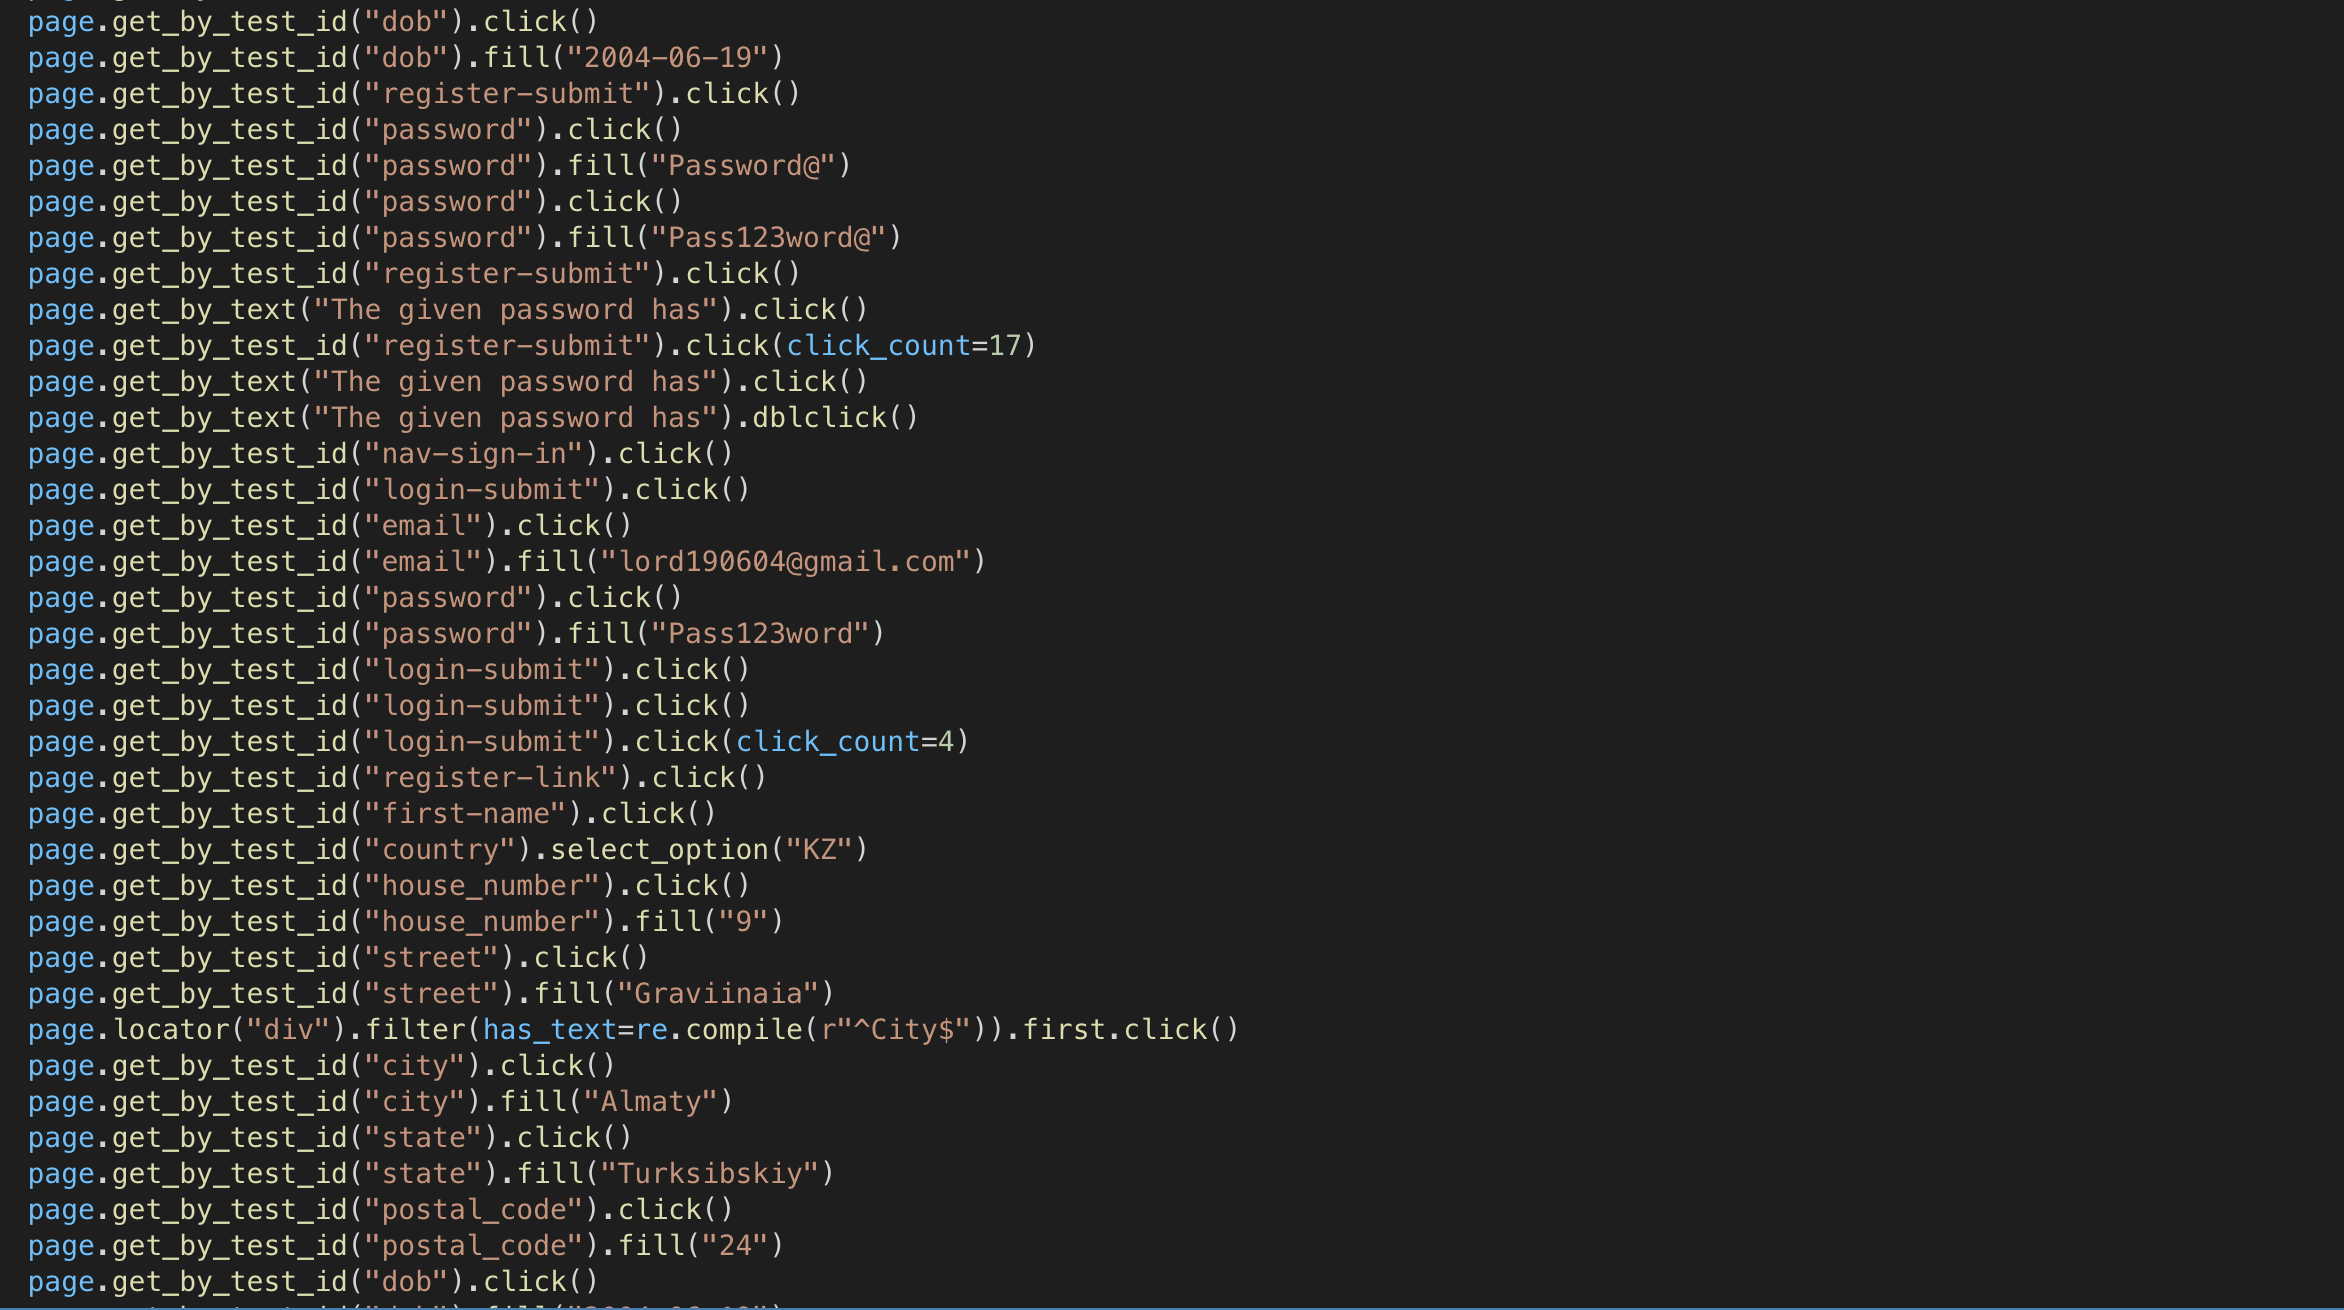 page.get_by_test_id("dob").click()
page.get_by_test_id("dob").fill("2004-06-19")
page.get_by_test_id("register-submit").click()
page.get_by_test_id("password").click()
page.get_by_test_id("password").fill("Password@")
page.get_by_test_id("password").click()
page.get_by_test_id("password").fill("Pass123word@")
page.get_by_test_id("register-submit").click()
page.get_by_text("The given password has").click()
page.get_by_test_id("register-submit").click(click_count=17)
page.get_by_text("The given password has").click()
page.get_by_text("The given password has").dblclick()
page.get_by_test_id("nav-sign-in").click()
page.get_by_test_id("login-submit").click()
page.get_by_test_id("email").click()
page.get_by_test_id("email").fill("lord190604@gmail.com")
page.get_by_test_id("password").click()
page.get_by_test_id("password").fill("Pass123word")
page.get_by_test_id("login-submit").click()
page.get_by_test_id("login-submit").click()
page.get_by_test_id("login-submit").click(click_count=4)
page.get_by_test_id("register-link").click()
page.get_by_test_id("first-name").click()
page.get_by_test_id("country").select_option("KZ")
page.get_by_test_id("house_number").click()
page.get_by_test_id("house_number").fill("9")
page.get_by_test_id("street").click()
page.get_by_test_id("street").fill("Graviinaia")
page.locator("div").filter(has_text=re.compile(r"^City$")).first.click()
page.get_by_test_id("city").click()
page.get_by_test_id("city").fill("Almaty")
page.get_by_test_id("state").click()
page.get_by_test_id("state").fill("Turksibskiy")
page.get_by_test_id("postal_code").click()
page.get_by_test_id("postal_code").fill("24")
page.get_by_test_id("dob").click()